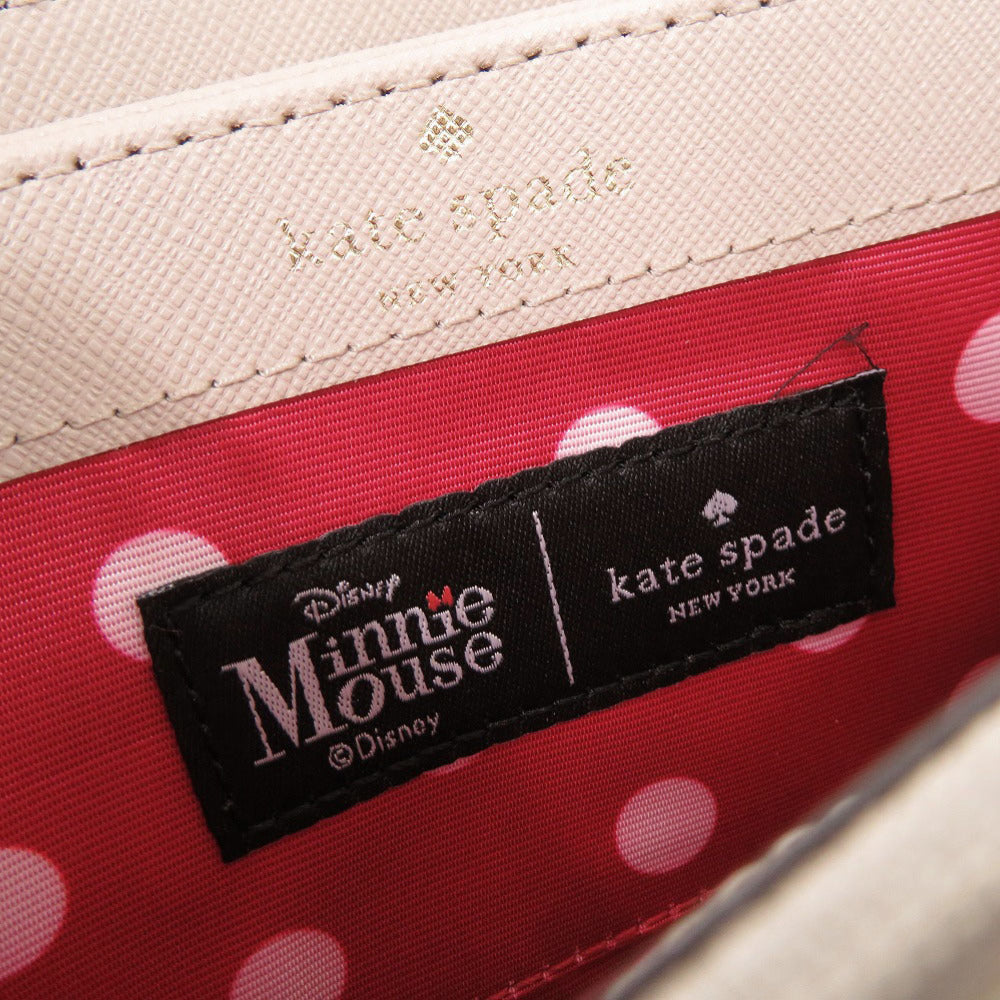 kate spade
NEW YORK
Disney
Minnie
Mouse
©Disney
kate spade
NEW YORK